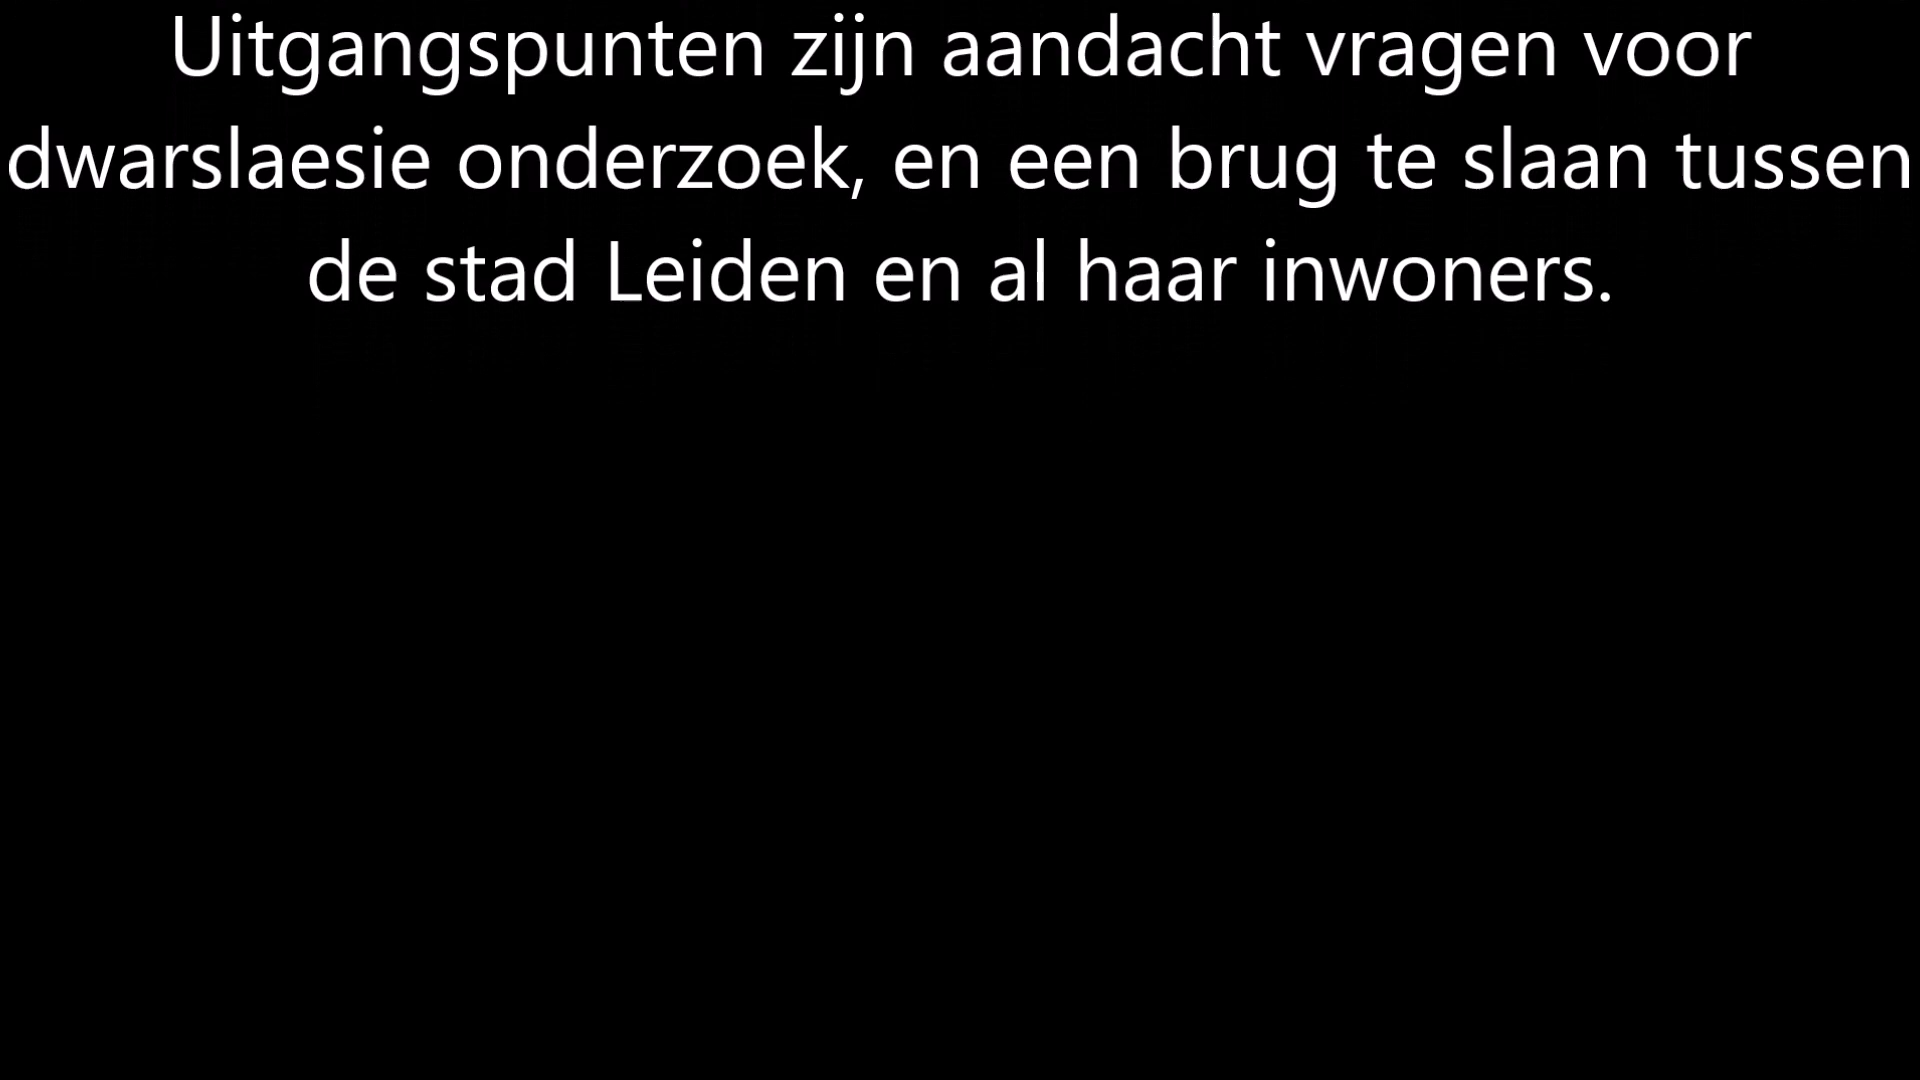 Uitgangspunten zijn aandacht vragen voor
dwarslaesie onderzoek, en een brug te slaan tussen
de stad Leiden en al haar inwoners.